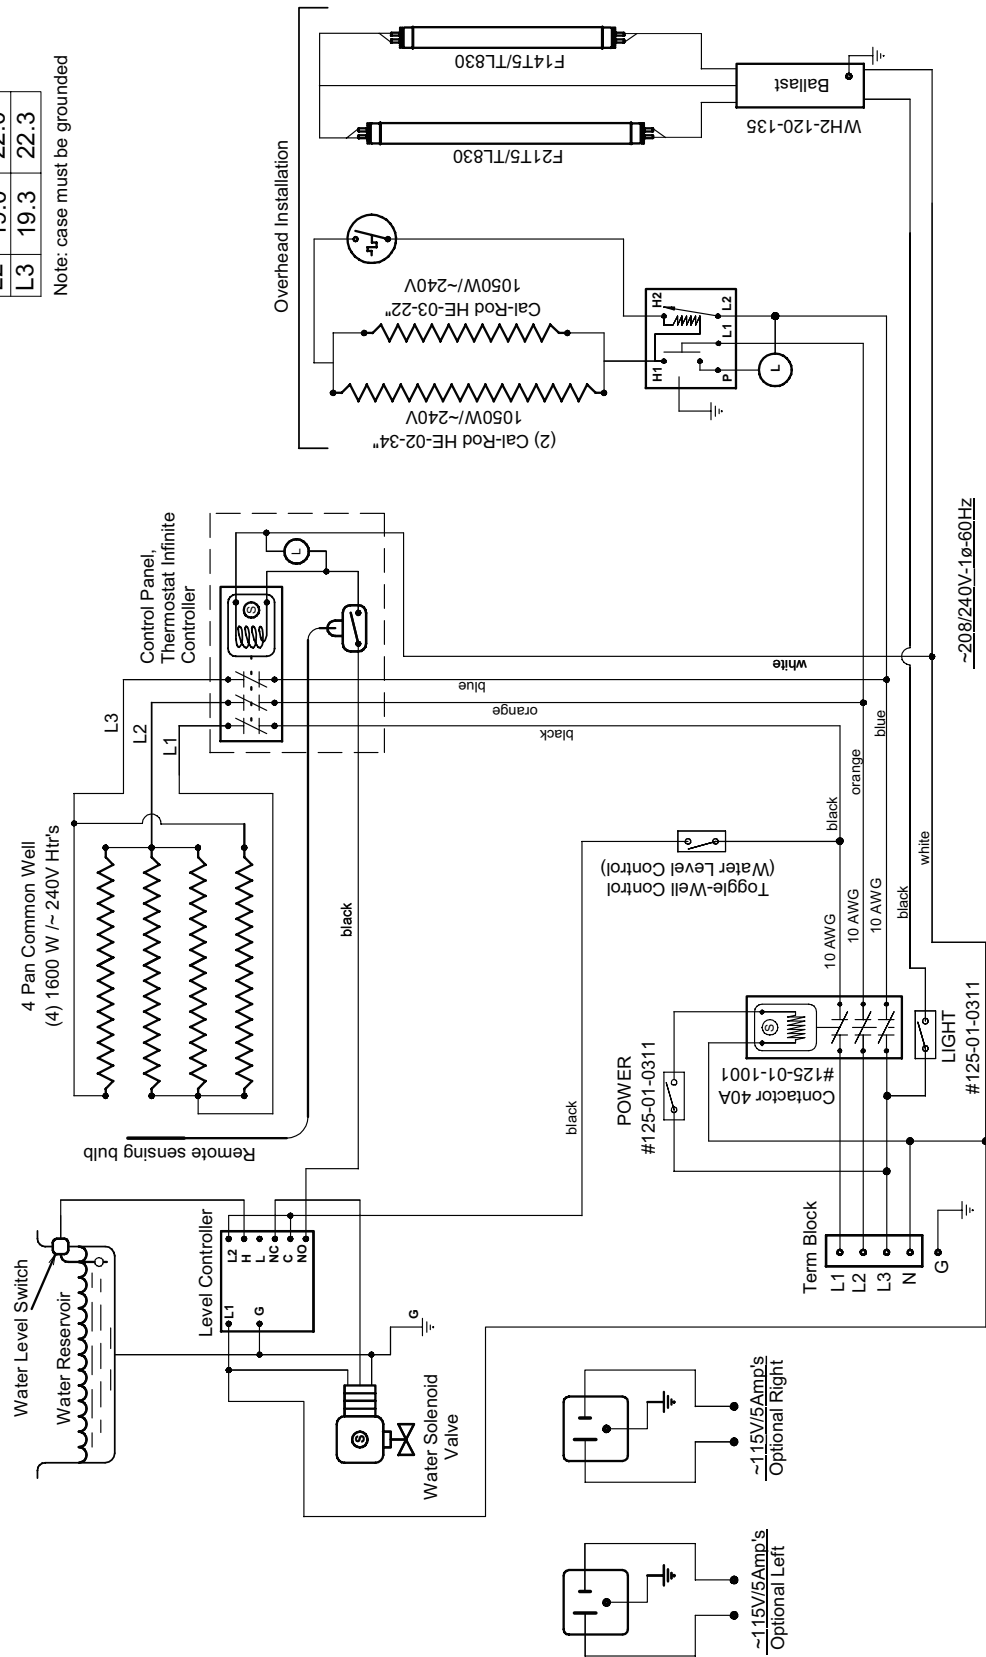 L3 19.3 22.3
Note: case must be grounded
Overhead Installation
F14T5/TL830
F21T5/TL830
Ballast
WH2-120-135
Cal-Rod HE-03-22"
1050W/~240V
(2) Cal-Rod HE-02-34"
1050W/~240V
H1
H2
P
L1
L2
L
Control Panel,
Thermostat Infinite
Controller
S
L
4 Pan Common Well
(4) 1600 W /~ 240V Htr's
L3
L2
L1
blue
orange
black
white
black
Remote sensing bulb
Water Level Switch
Water Reservoir
Level Controller
L1
G
L2
H
L
NC
C
NO
S
Water Solenoid
Valve
G
black
Toggle-Well Control
(Water Level Control)
black
orange
blue
10 AWG
10 AWG
10 AWG
black
white
POWER
#125-01-0311
S
Contactor 40A
#125-01-1001
LIGHT
#125-01-0311
Term Block
L1
L2
L3
N
G
~208/240V-1ø-60Hz
~115V/5Amp's
Optional Left
~115V/5Amp's
Optional Right